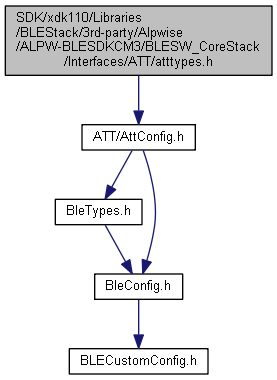 SDK/xdk110/Libraries
/BLEStack/3rd-party/Alpwise
/ALPW-BLESDKCM3/BLESW_CoreStack
/Interfaces/ATT/atttypes.h
ATT/AttConfig.h
BleTypes.h
BleConfig.h
BLECustomConfig.h